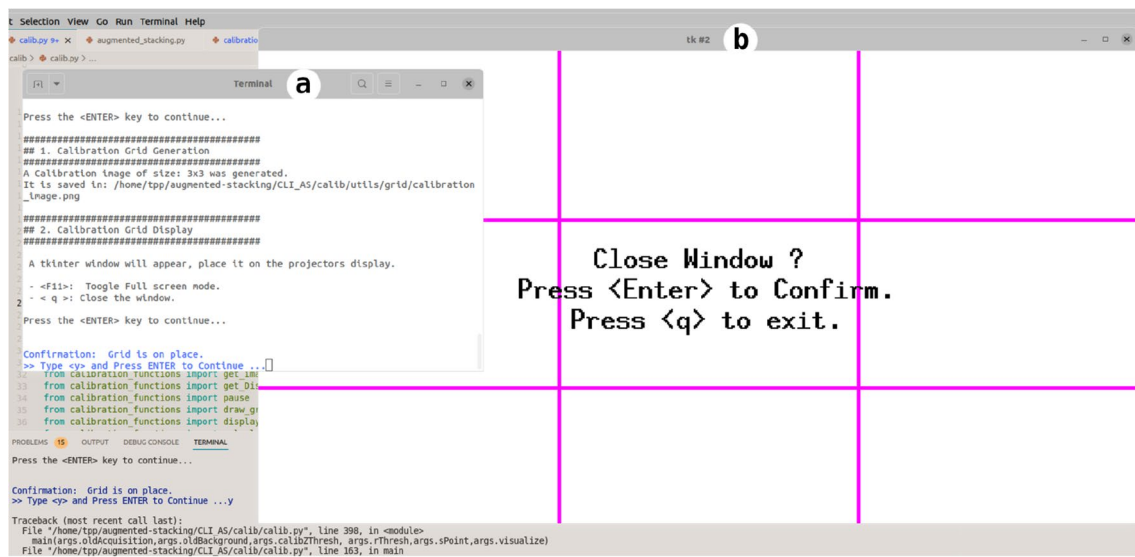 t Selection View Go Run Terminal Help
calib.py 9+ × augmented_stacking.py calibratio
calib > calib.py > ...
Terminal a
Press the <ENTER> key to continue...
##########################################
## 1. Calibration Grid Generation
##########################################
A Calibration image of size: 3x3 was generated.
It is saved in: /home/tpp/augmented-stacking/CLI_AS/calib/utils/grid/calibration
_image.png
##########################################
## 2. Calibration Grid Display
##########################################
A tkinter window will appear, place it on the projectors display.
- <F11>: Toogle Full screen mode.
- < q >: Close the window.
Press the <ENTER> key to continue...
Confirmation: Grid is on place.
>> Type <y> and Press ENTER to Continue ...
32 from calibration_functions import get_ima
33 from calibration_functions import get_Dis
34 from calibration_functions import pause
35 from calibration_functions import draw_gr
36 from calibration_functions import display
PROBLEMS 15 OUTPUT DEBUG CONSOLE TERMINAL
Press the <ENTER> key to continue...
Confirmation: Grid is on place.
>> Type <y> and Press ENTER to Continue ...y
Traceback (most recent call last):
File "/home/tpp/augmented-stacking/CLI_AS/calib/calib.py", line 398, in <module>
main(args.oldAcquisition,args.oldBackground,args.calibZThresh, args.rThresh,args.sPoint,args.visualize)
File "/home/tpp/augmented-stacking/CLI_AS/calib/calib.py", line 163, in main
tk #2 b
Close Window ?
Press <Enter> to Confirm.
Press <q> to exit.